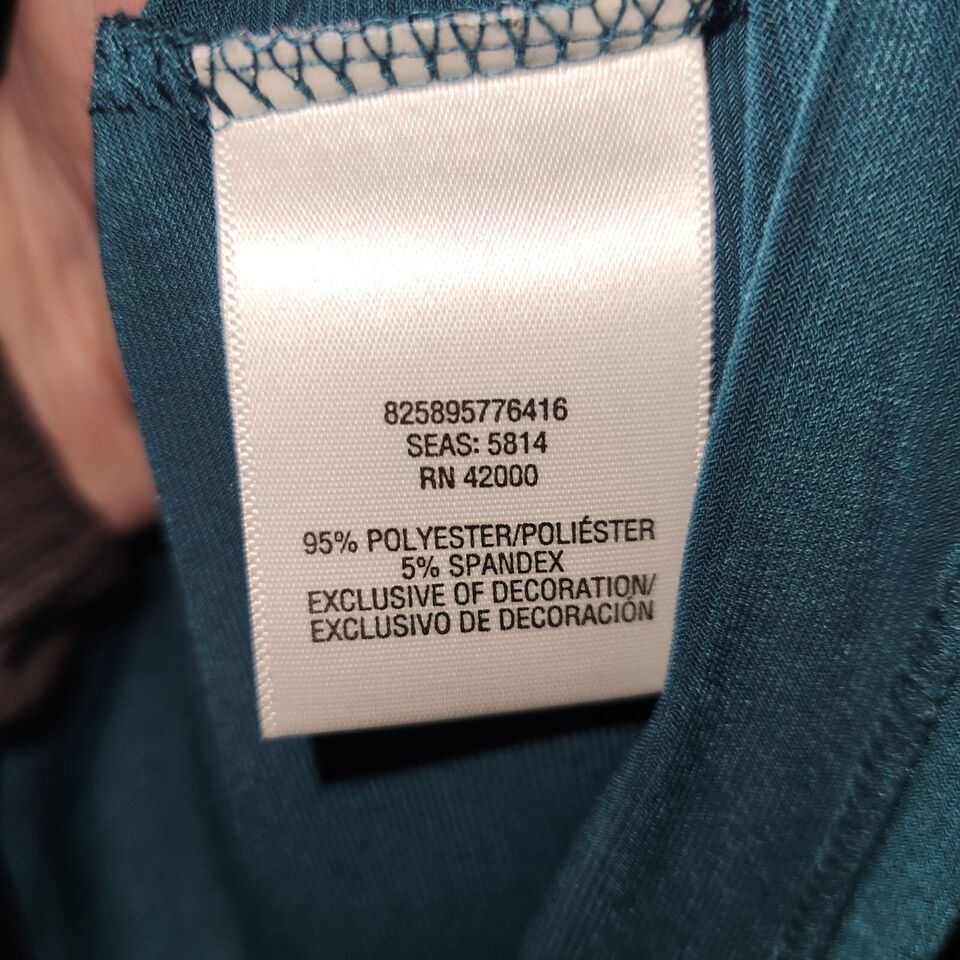 825895776416
SEAS: 5814
RN 42000
95% POLYESTER/POLIÉSTER
5% SPANDEX
EXCLUSIVE OF DECORATION/
EXCLUSIVO DE DECORACIÓN